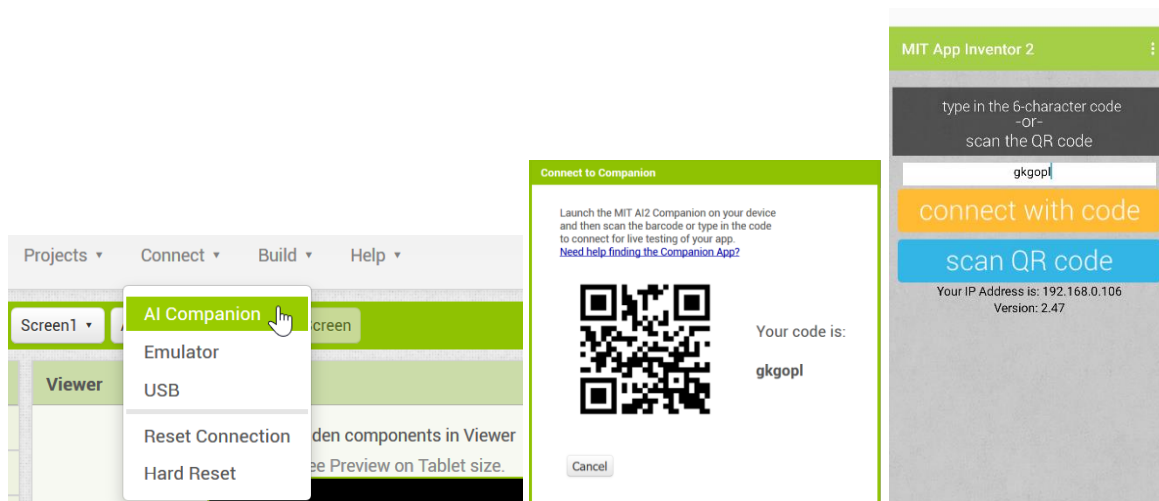 Projects ▾ Connect ▾ Build ▾ Help ▾
Screen1 ▾ Screen
AI Companion
Emulator
Viewer
USB
Reset Connection den components in Viewer
Hard Reset ee Preview on Tablet size.
Connect to Companion
Launch the MIT AI2 Companion on your device
and then scan the barcode or type in the code
to connect for live testing of your app.
Need help finding the Companion App?
Your code is:
gkgopl
Cancel
MIT App Inventor 2
type in the 6-character code
-or-
scan the QR code
gkgopl
connect with code
scan QR code
Your IP Address is: 192.168.0.106
Version: 2.47